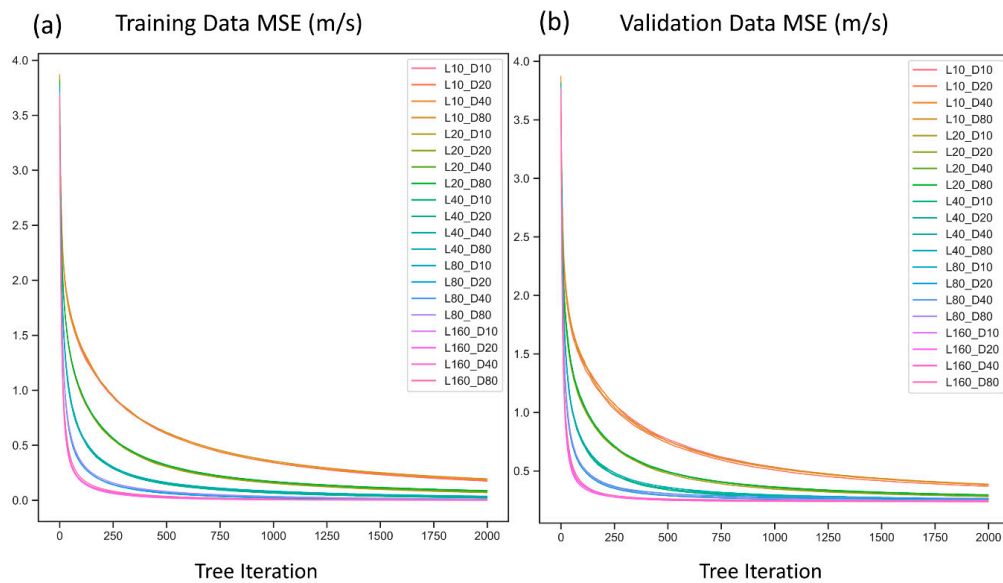 (a) Training Data MSE (m/s)
4.0
3.5
3.0
2.5
2.0
1.5
1.0
0.5
0.0
0 250 500 750 1000 1250 1500 1750 2000
L10_D10
L10_D20
L10_D40
L10_D80
L20_D10
L20_D20
L20_D40
L20_D80
L40_D10
L40_D20
L40_D40
L40_D80
L80_D10
L80_D20
L80_D40
L80_D80
L160_D10
L160_D20
L160_D40
L160_D80
Tree Iteration
(b) Validation Data MSE (m/s)
4.0
3.5
3.0
2.5
2.0
1.5
1.0
0.5
0 250 500 750 1000 1250 1500 1750 2000
L10_D10
L10_D20
L10_D40
L10_D80
L20_D10
L20_D20
L20_D40
L20_D80
L40_D10
L40_D20
L40_D40
L40_D80
L80_D10
L80_D20
L80_D40
L80_D80
L160_D10
L160_D20
L160_D40
L160_D80
Tree Iteration